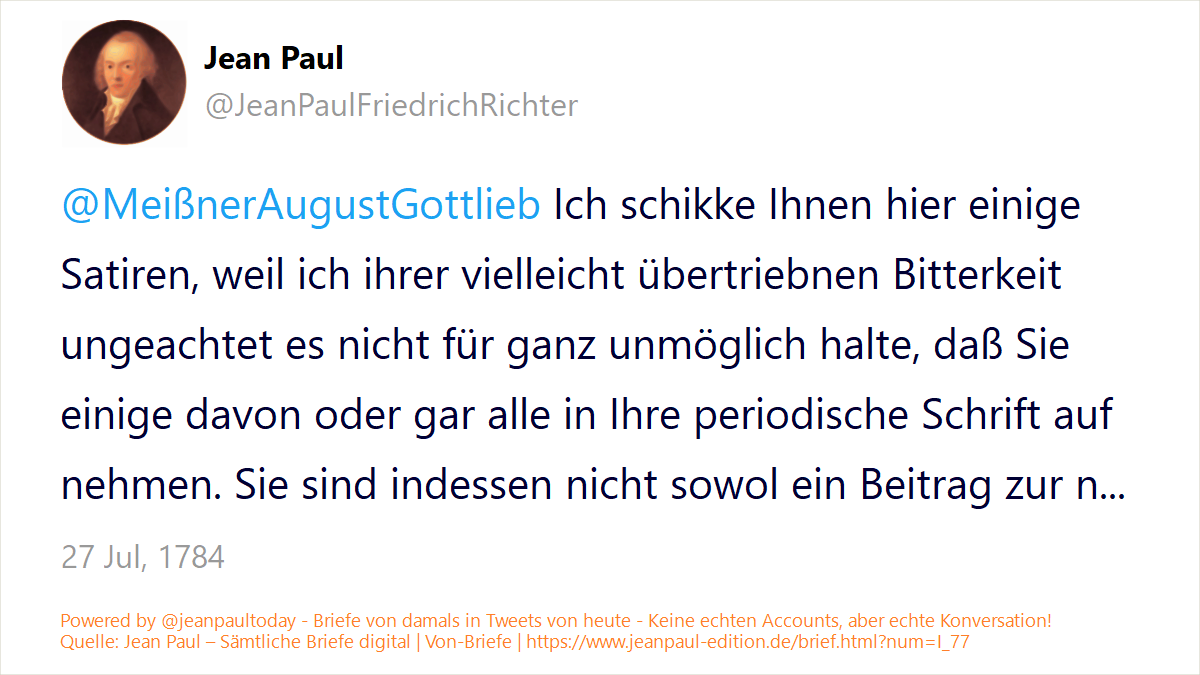 Jean Paul
@JeanPaulFriedrichRichter
@MeißnerAugustGottlieb Ich schikke Ihnen hier einige
Satiren, weil ich ihrer vielleicht übertriebnen Bitterkeit
ungeachtet es nicht für ganz unmöglich halte, daß Sie
einige davon oder gar alle in Ihre periodische Schrift auf
nehmen. Sie sind indessen nicht sowol ein Beitrag zur n...
27 Jul, 1784
Powered by @jeanpaultoday - Briefe von damals in Tweets von heute - Keine echten Accounts, aber echte Konversation!
Quelle: Jean Paul – Sämtliche Briefe digital | Von-Briefe | https://www.jeanpaul-edition.de/brief.html?num=I_77